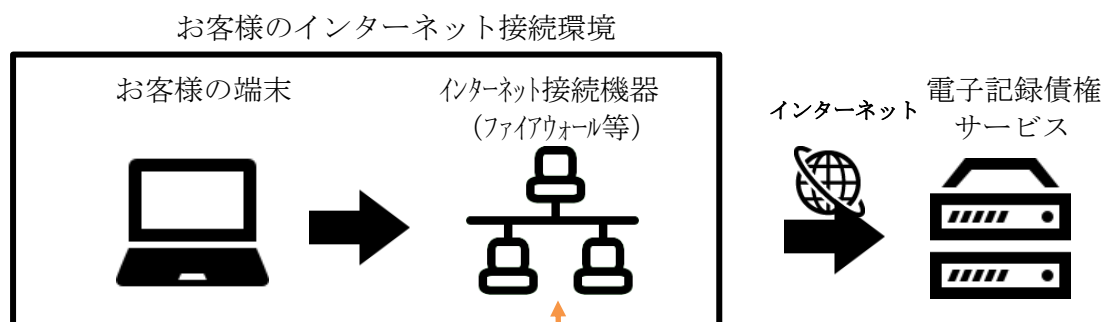 お客様のインターネット接続環境
お客様の端末
ｲﾝﾀｰﾈｯﾄ接続機器
（ﾌｧｲｱｳｫｰﾙ等）
インターネット
電子記録債権
サービス